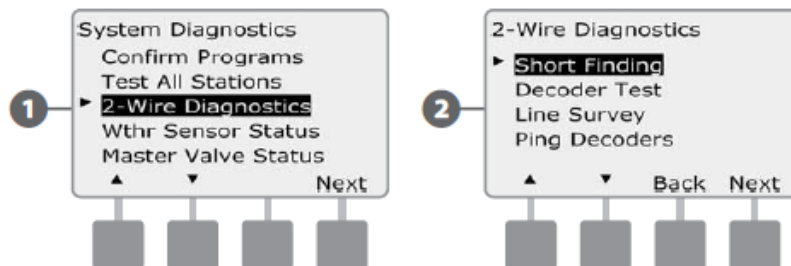 1
System Diagnostics
Confirm Programs
Test All Stations
2-Wire Diagnostics
Wthr Sensor Status
Master Valve Status
Next
2
2-Wire Diagnostics
Short Finding
Decoder Test
Line Survey
Ping Decoders
Back Next